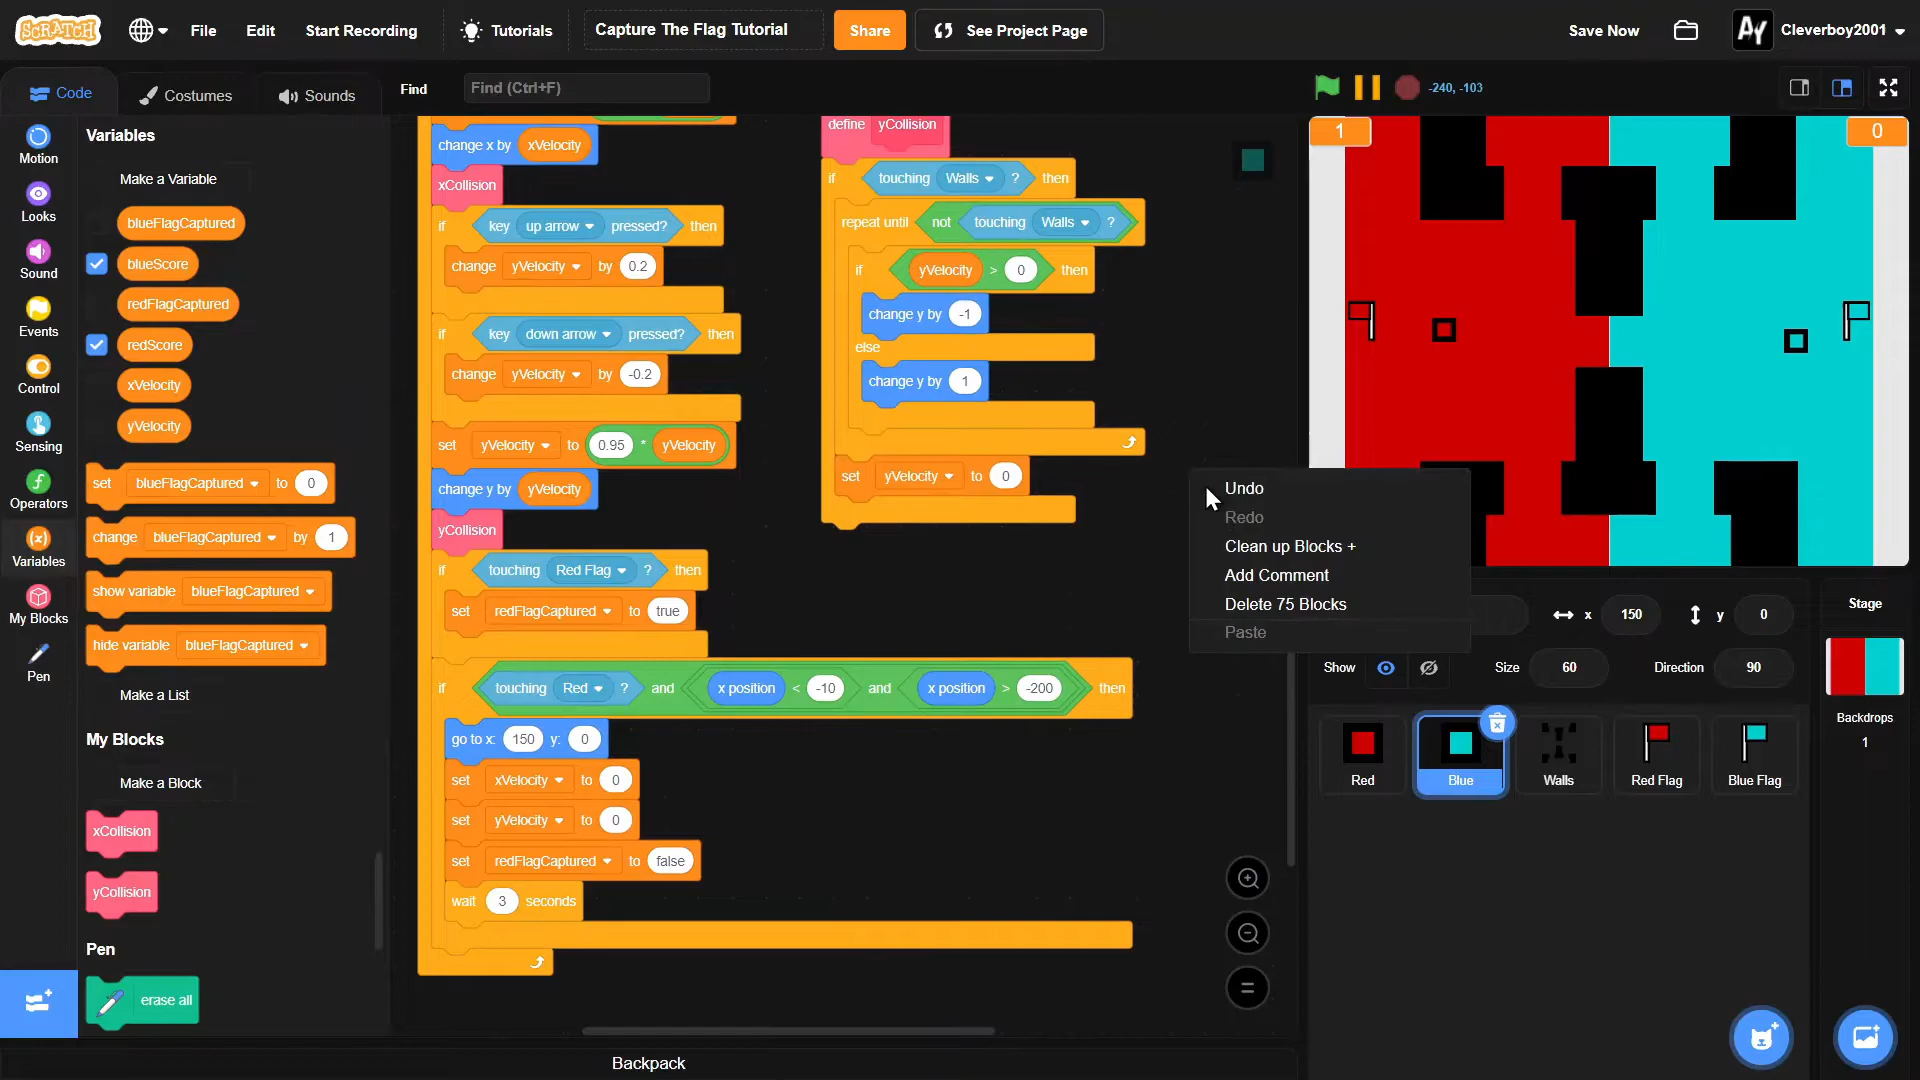 SCRATCH
File
Edit
Start Recording
Tutorials
Capture The Flag Tutorial
Share
See Project Page
Save Now
Ay
Cleverboy2001
Code
Costumes
Sounds
Find
Find (Ctrl+F)
-240, -103
Motion
Looks
Sound
Events
Control
Sensing
Operators
Variables
My Blocks
Pen
Variables
Make a Variable
blueFlagCaptured
blueScore
redFlagCaptured
redScore
xVelocity
yVelocity
set blueFlagCaptured to 0
change blueFlagCaptured by 1
show variable blueFlagCaptured
hide variable blueFlagCaptured
Make a List
My Blocks
Make a Block
xCollision
yCollision
Pen
erase all
change x by xVelocity
xCollision
if key up arrow pressed? then
change yVelocity by 0.2
if key down arrow pressed? then
change yVelocity by -0.2
set yVelocity to 0.95 * yVelocity
change y by yVelocity
yCollision
if touching Red Flag ? then
set redFlagCaptured to true
if touching Red ? and x position < -10 and x position > -200 then
go to x: 150 y: 0
set xVelocity to 0
set yVelocity to 0
set redFlagCaptured to false
wait 3 seconds
define yCollision
if touching Walls ? then
repeat until not touching Walls ?
if yVelocity > 0 then
change y by -1
else
change y by 1
set yVelocity to 0
Undo
Redo
Clean up Blocks +
Add Comment
Delete 75 Blocks
Paste
1
0
x 150 y 0
Show Size 60 Direction 90
Red
Blue
Walls
Red Flag
Blue Flag
Stage
Backdrops
1
Backpack